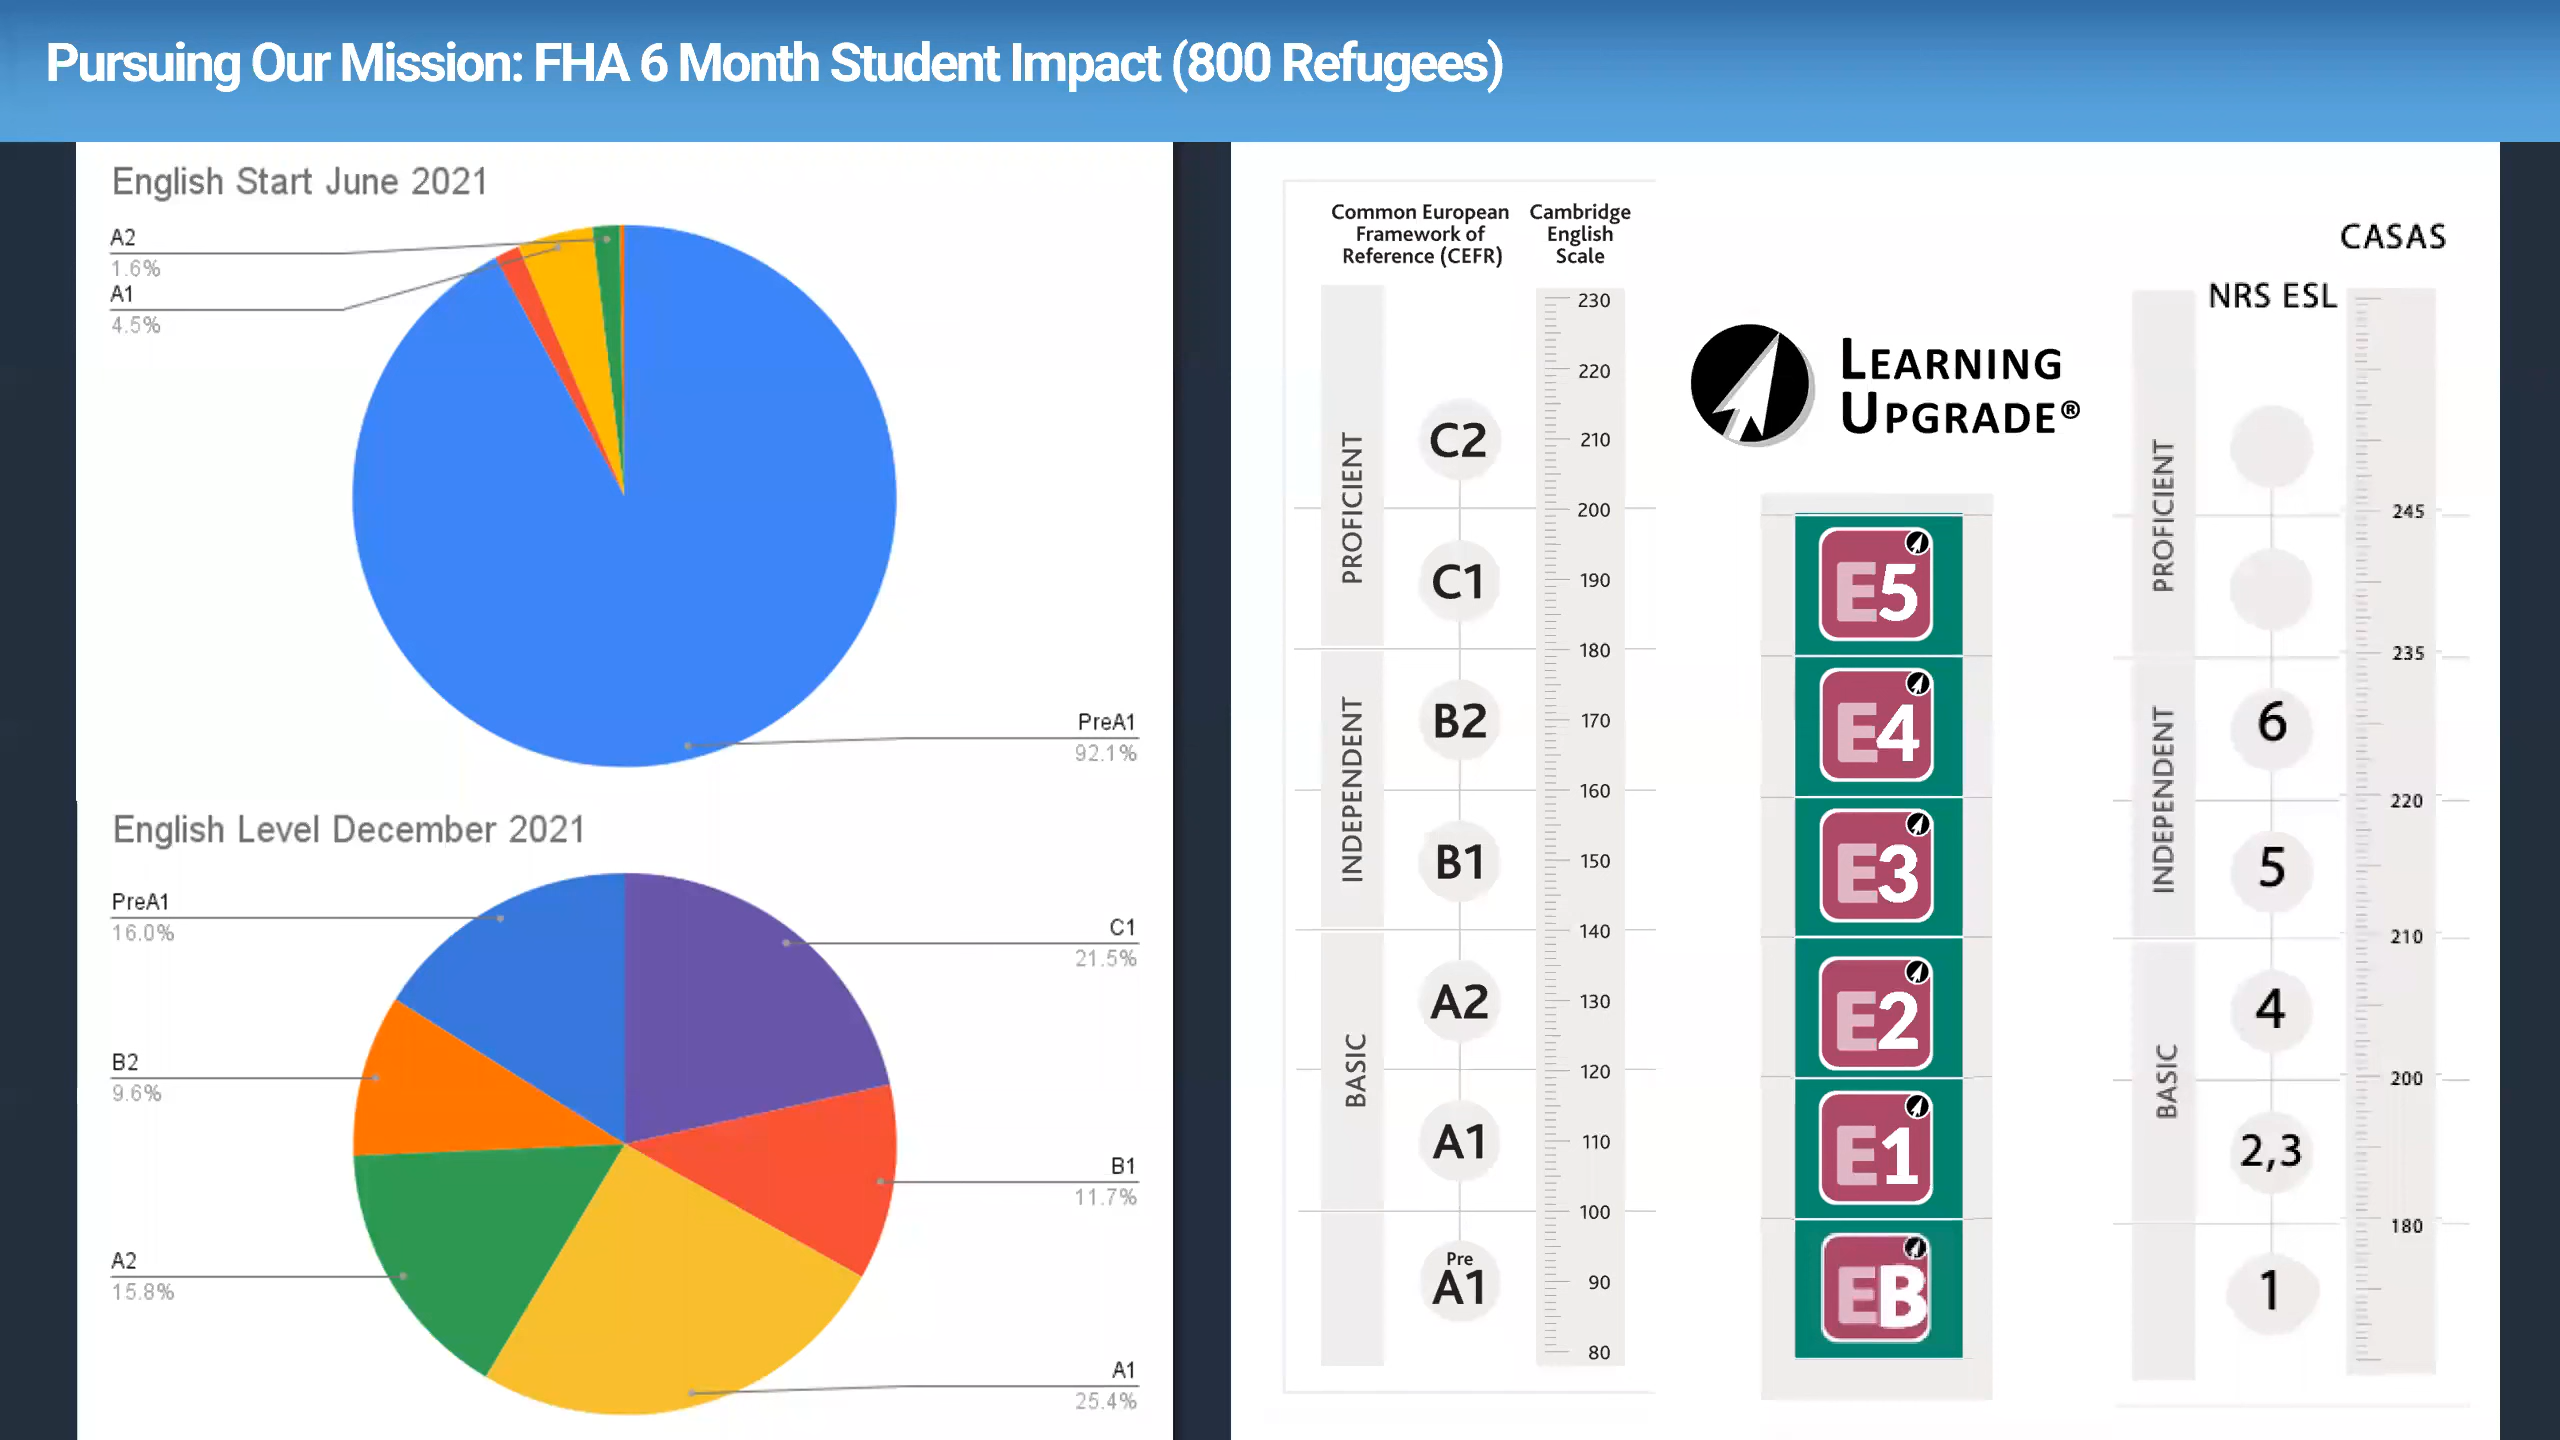 Pursuing Our Mission: FHA 6 Month Student Impact (800 Refugees)
English Start June 2021
A2
1.6%
A1
4.5%
PreA1
92.1%
English Level December 2021
PreA1
16.0%
C1
21.5%
B2
9.6%
B1
11.7%
A2
15.8%
A1
25.4%
Common European
Framework of
Reference (CEFR)
Cambridge
English
Scale
PROFICIENT
INDEPENDENT
BASIC
C2
C1
B2
B1
A2
A1
Pre
A1
230
220
210
200
190
180
170
160
150
140
130
120
110
100
90
80
LEARNING
UPGRADE®
E5
E4
E3
E2
E1
EB
NRS ESL
CASAS
PROFICIENT
INDEPENDENT
BASIC
6
5
4
2,3
1
245
235
220
210
200
180